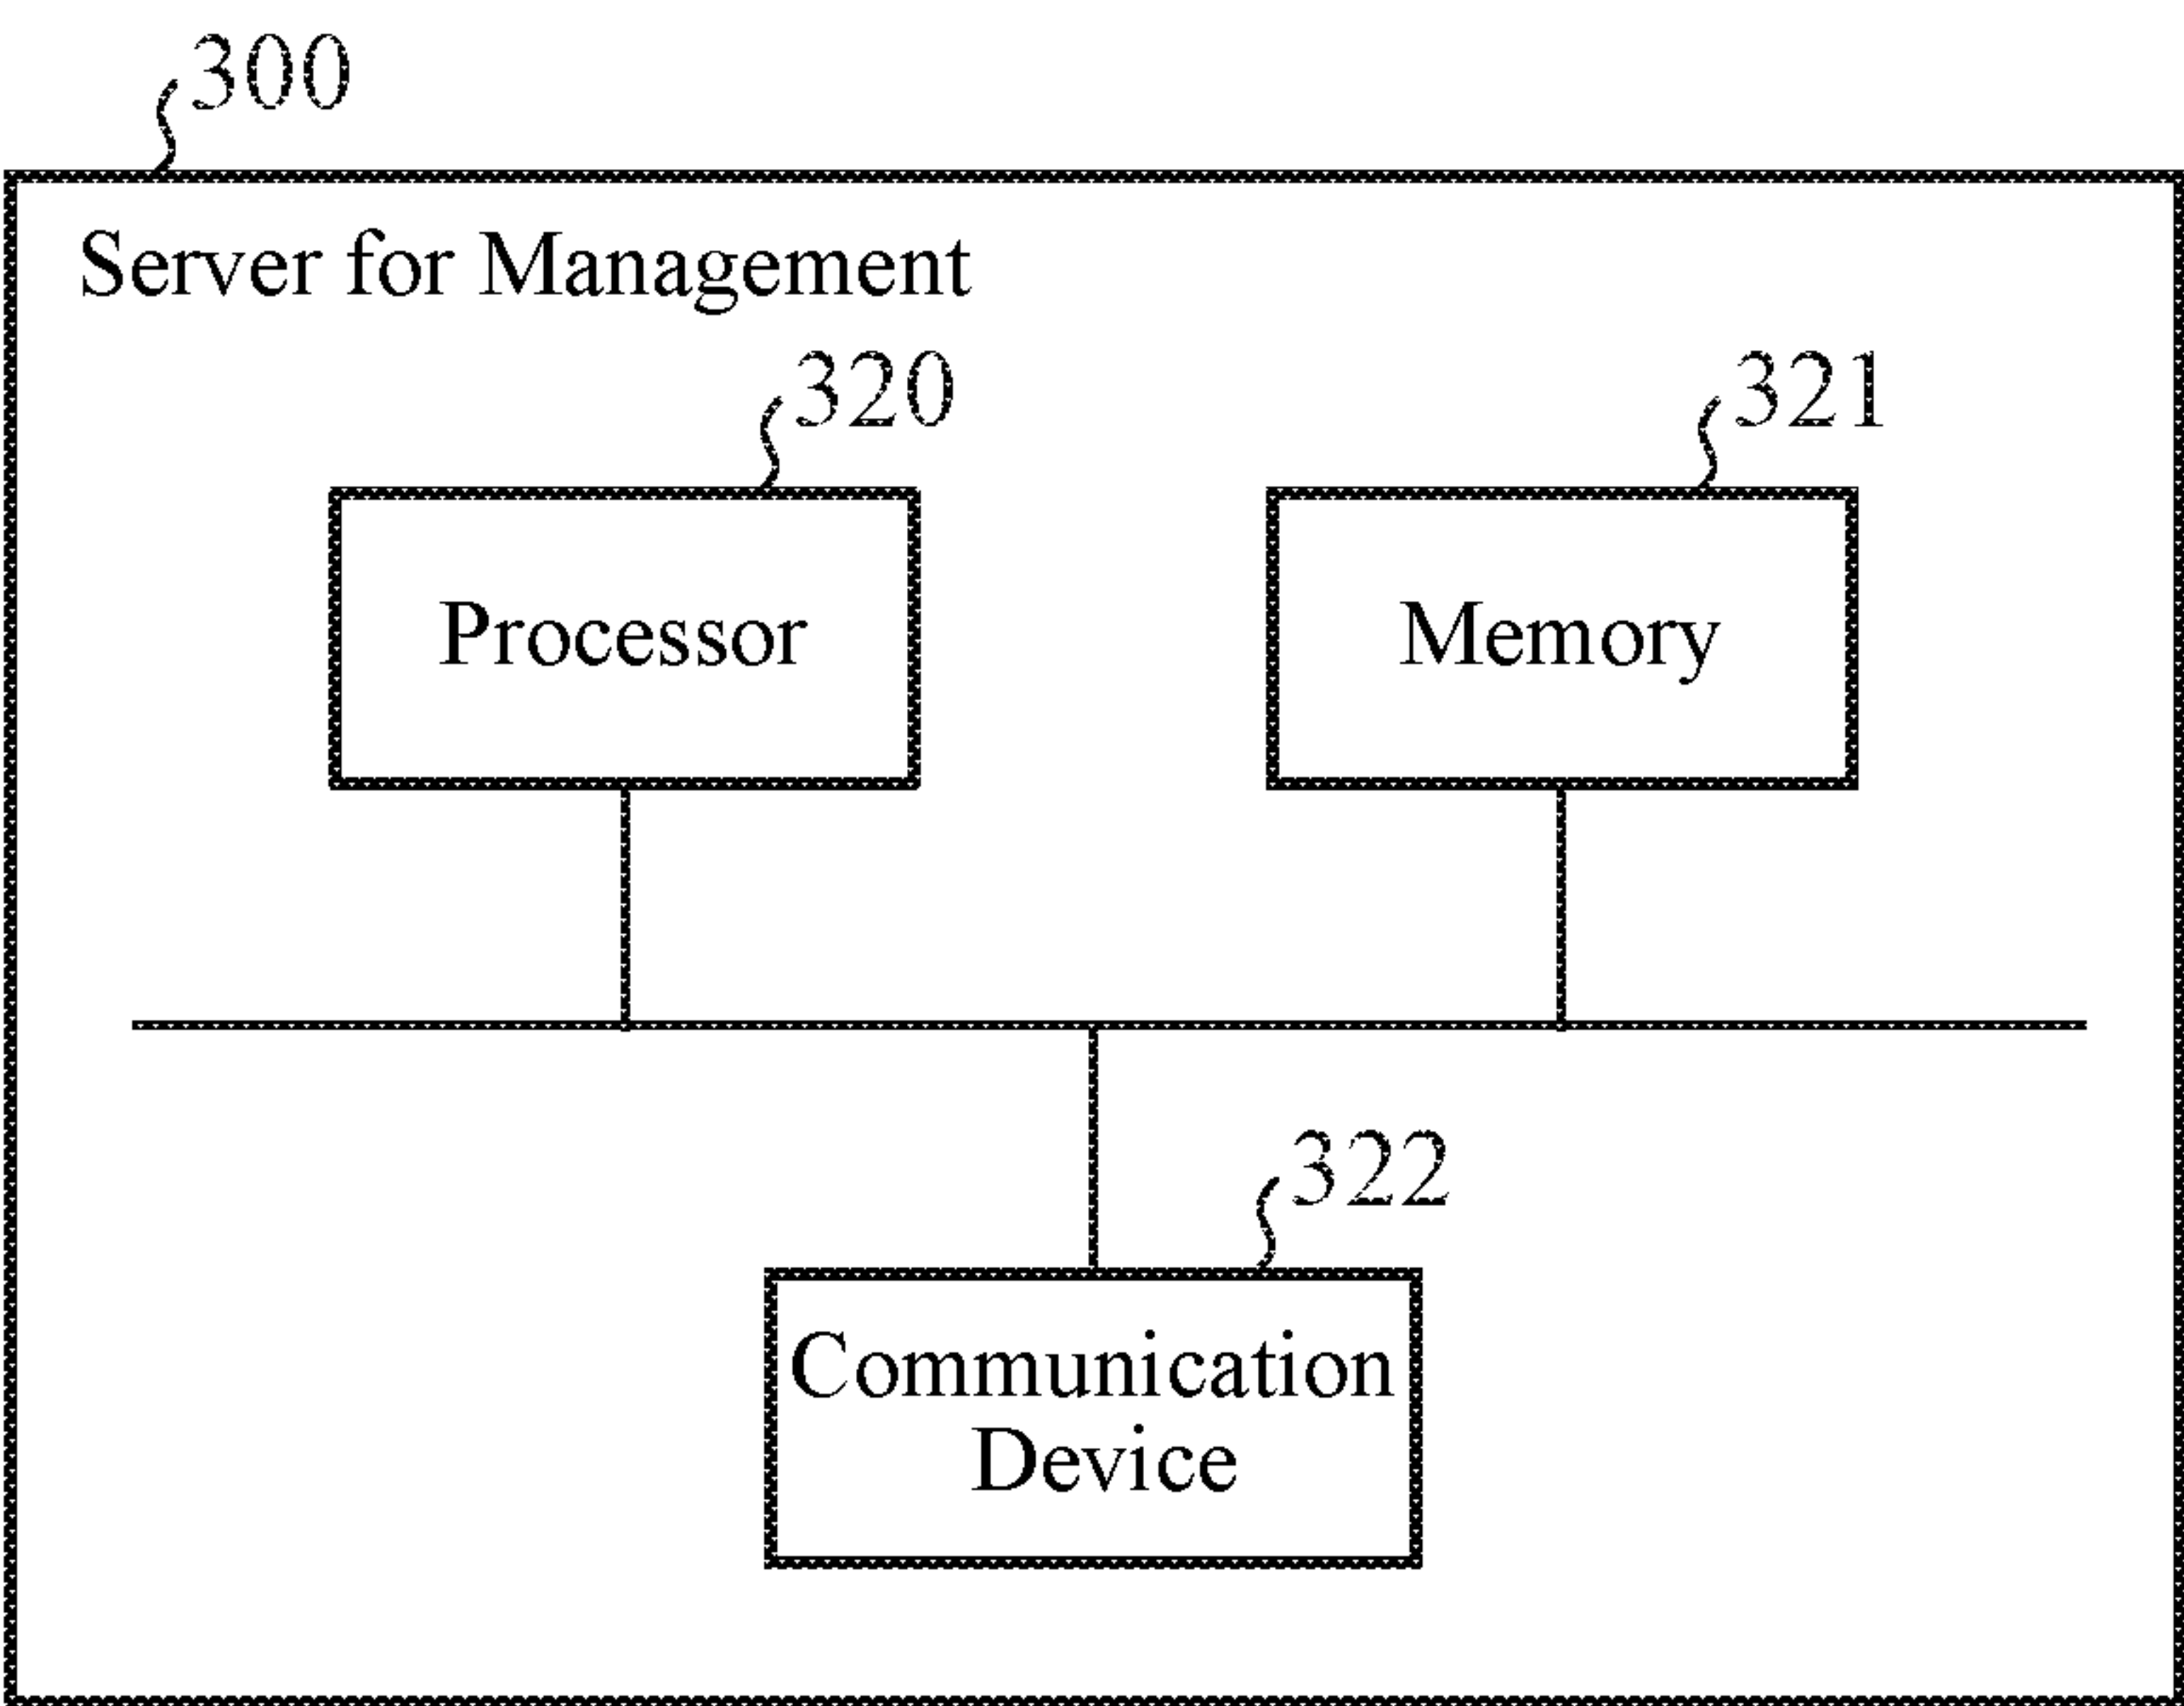 300
Server for Management
320
321
Processor
Memory
322
Communication
Device